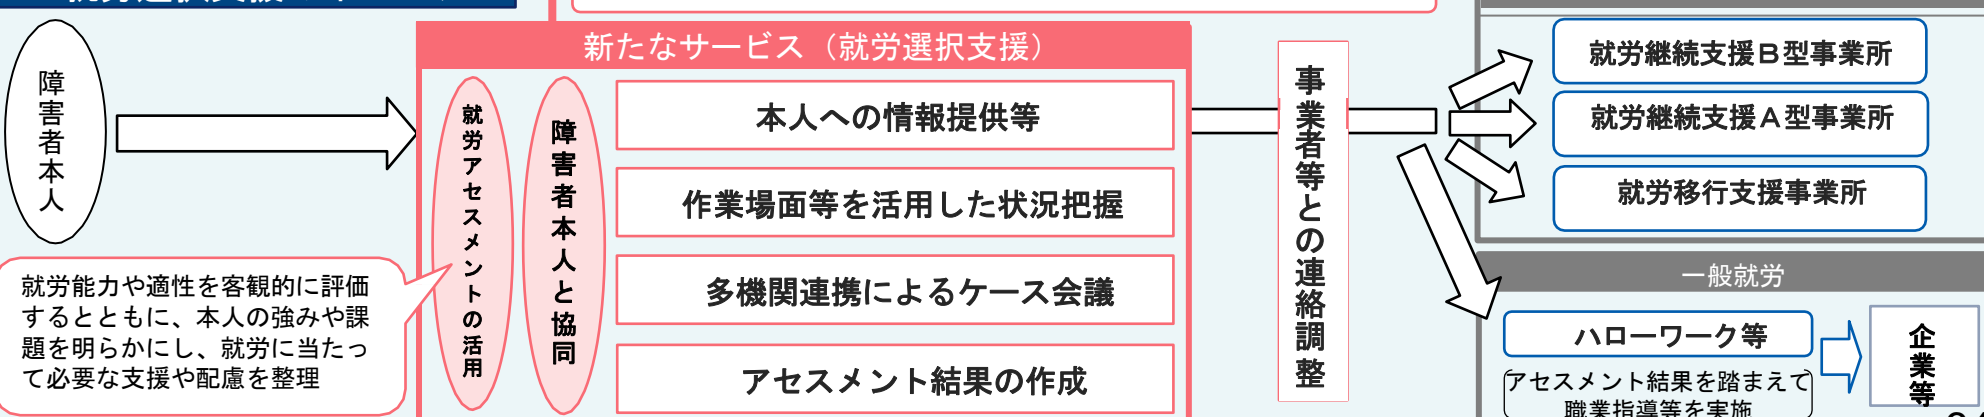 新たなサービス（就労選択支援）
障害者本人
就労アセスメントの活用
障害者本人と協同
本人への情報提供等
作業場面等を活用した状況把握
多機関連携によるケース会議
アセスメント結果の作成
就労能力や適性を客観的に評価
するとともに、本人の強みや課
題を明らかにし、就労に当たっ
て必要な支援や配慮を整理
事業者等との連絡調整
就労継続支援Ｂ型事業所
就労継続支援Ａ型事業所
就労移行支援事業所
一般就労
ハローワーク等
アセスメント結果を踏まえて
職業指導等を実施
企業等